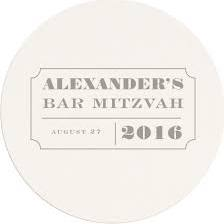 ALEXANDER'S
BAR MITZVAH
AUGUST 27
2016